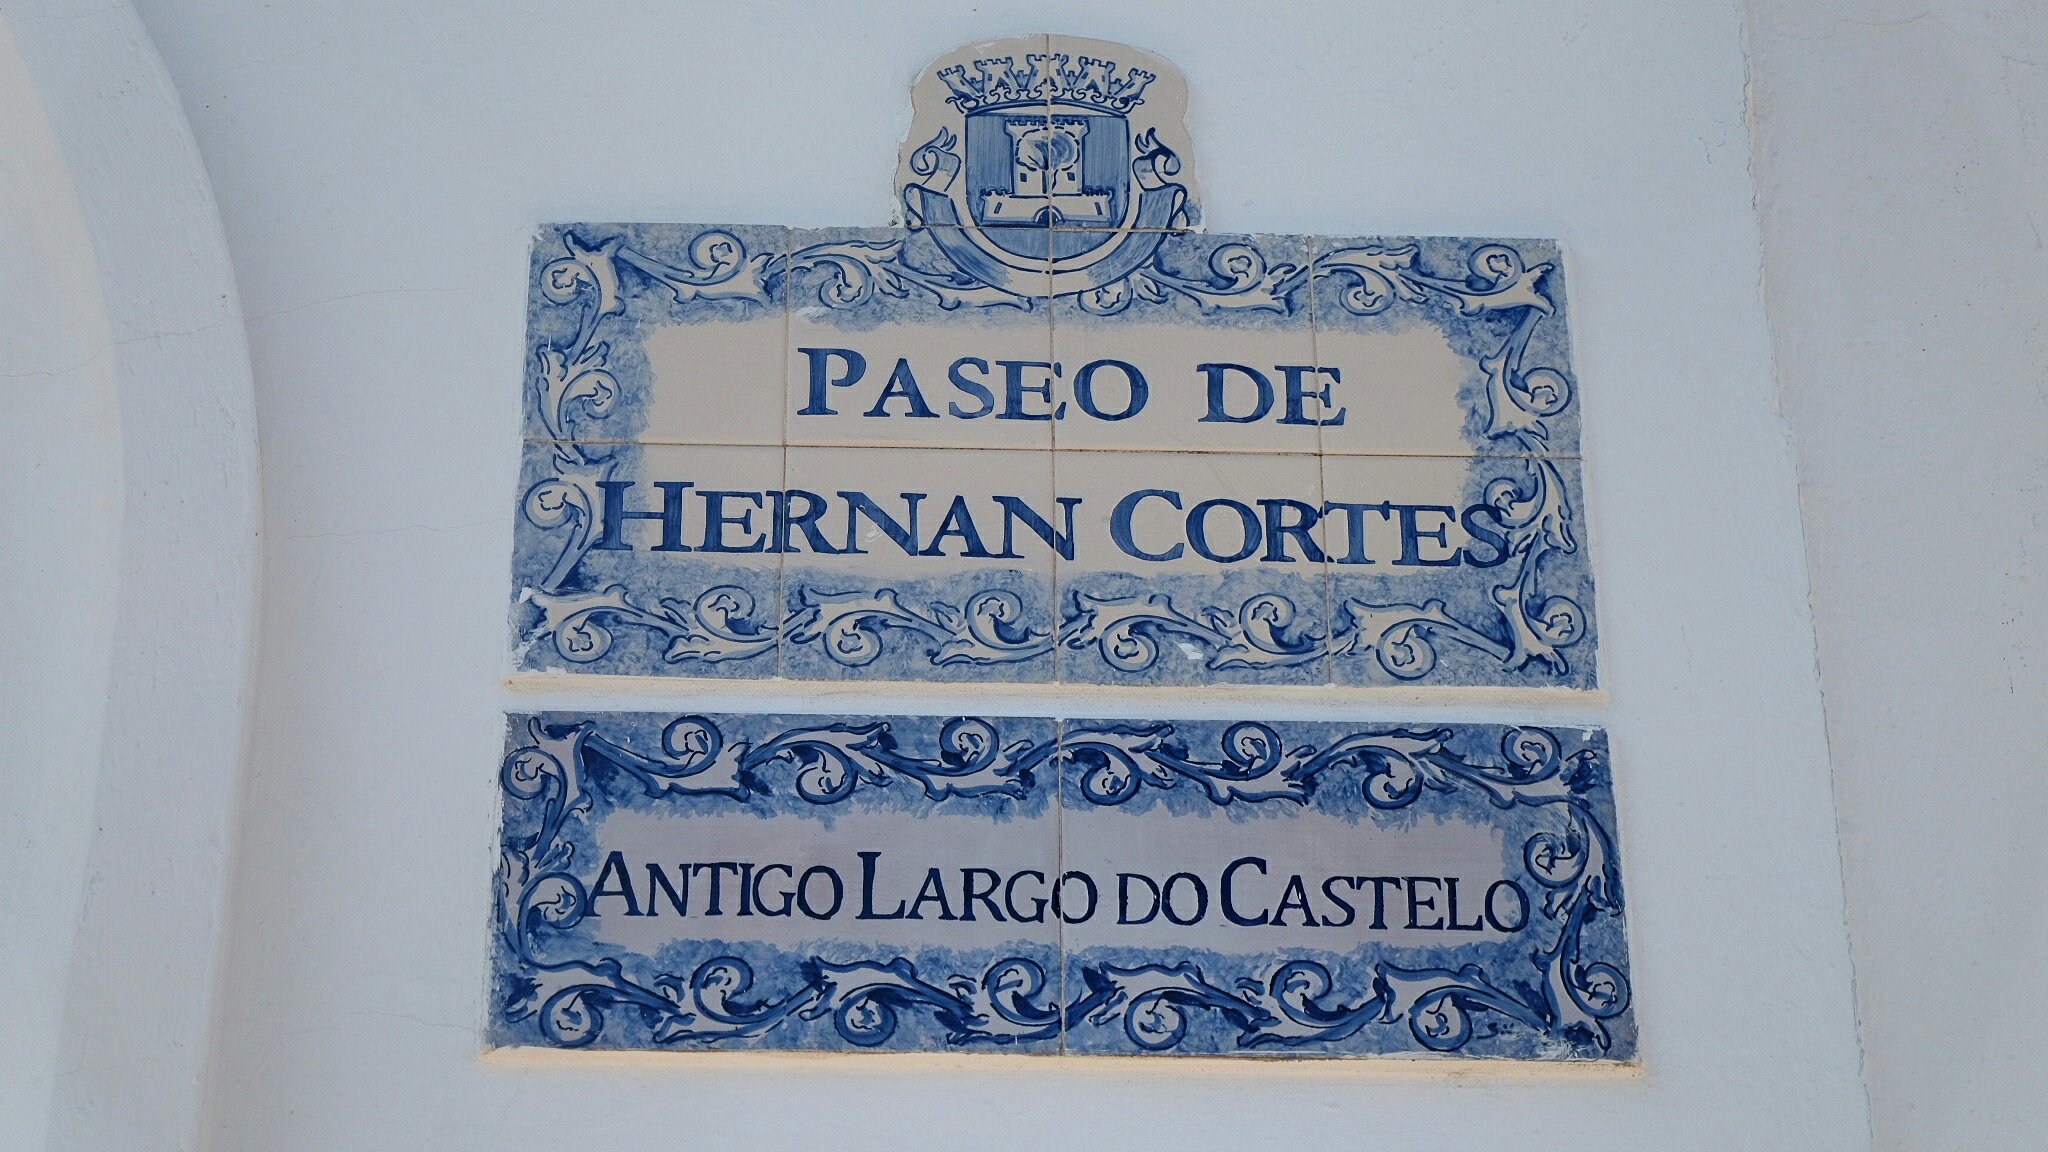 PASEO DE
HERNAN CORTES
ANTIGO LARGO DO CASTELO